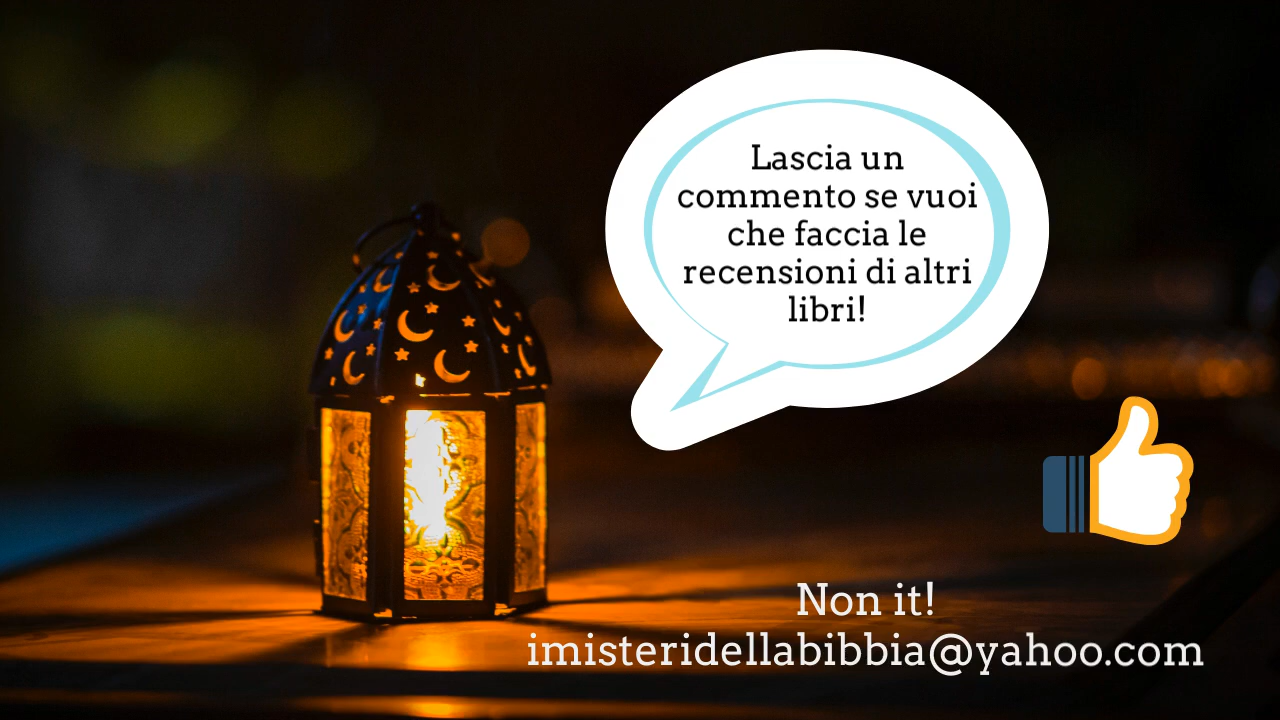 Lascia un
commento se vuoi
che faccia le
recensioni di altri
libri!
Non it!
imisteridellabibbia@yahoo.com